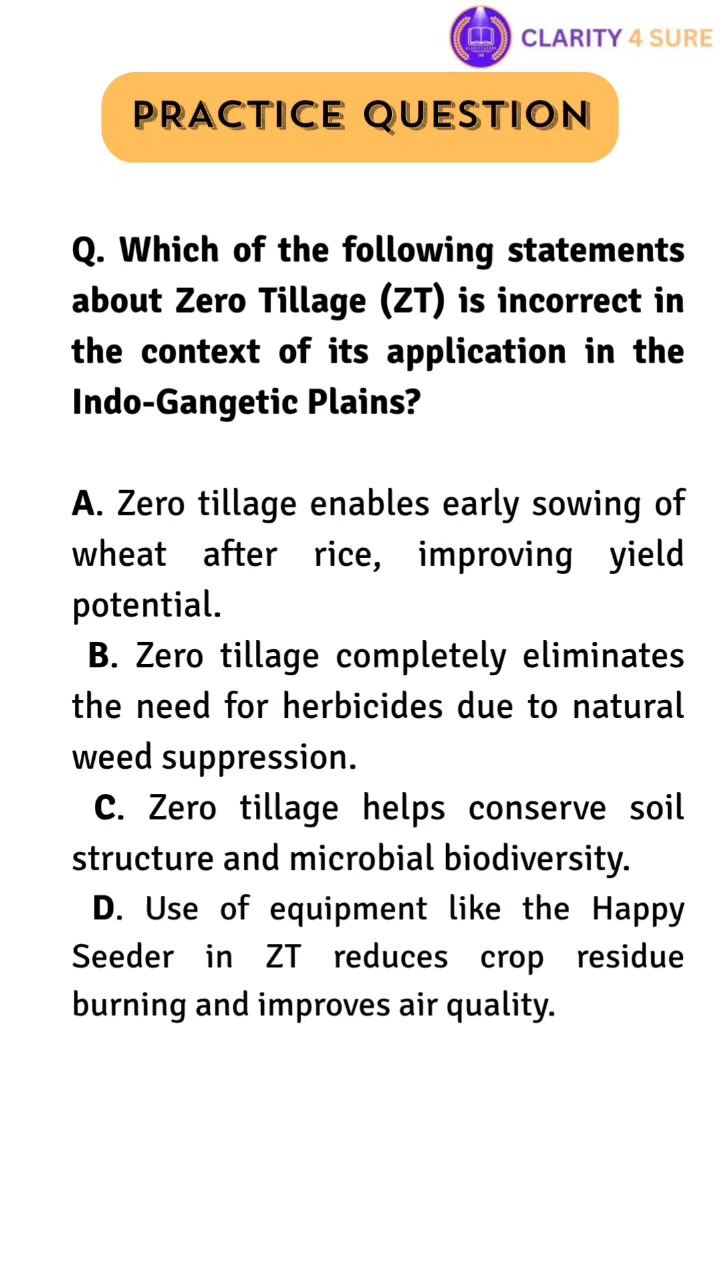 CLARITY 4 SURE
PRACTICE QUESTION
Q. Which of the following statements
about Zero Tillage (ZT) is incorrect in
the context of its application in the
Indo-Gangetic Plains?
A. Zero tillage enables early sowing of
wheat after rice, improving yield
potential.
B. Zero tillage completely eliminates
the need for herbicides due to natural
weed suppression.
C. Zero tillage helps conserve soil
structure and microbial biodiversity.
D. Use of equipment like the Happy
Seeder in ZT reduces crop residue
burning and improves air quality.